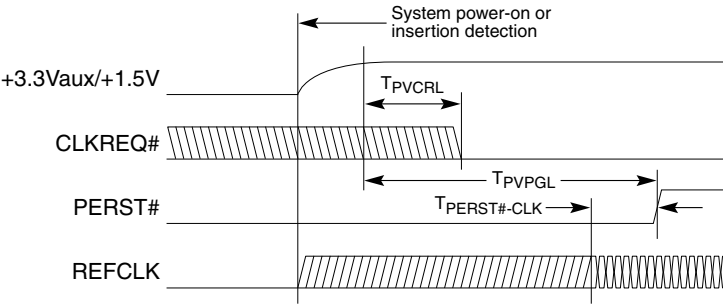 System power-on or
insertion detection
+3.3Vaux/+1.5V
TPVCRL
CLKREQ#
TPVPGL
PERST#
TPERST#-CLK
REFCLK